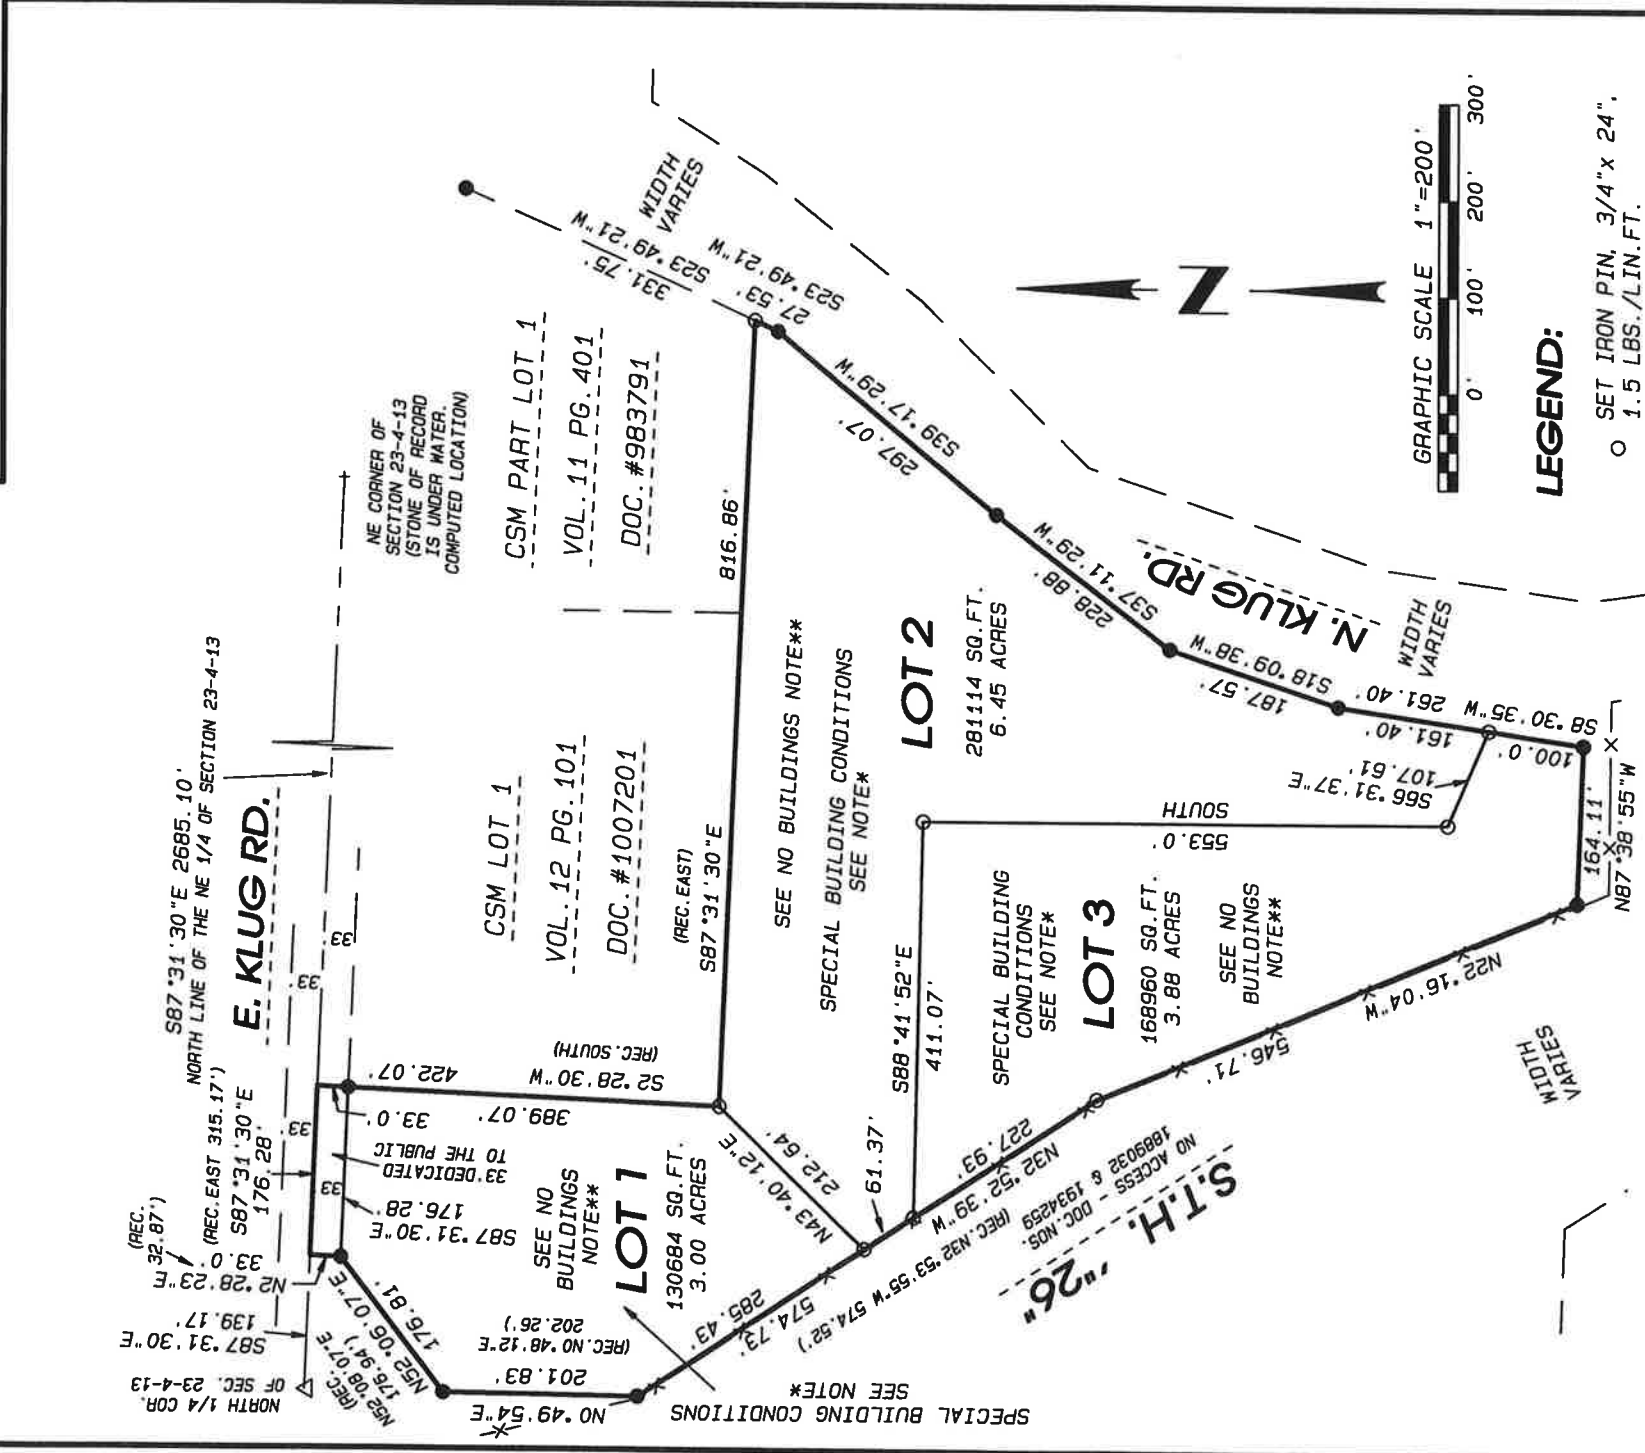 NE CORNER OF
SECTION 23-4-13
(STONE OF RECORD
IS UNDER WATER.
COMPUTED LOCATION)
S87°31'30"E 2685.10'
NORTH LINE OF THE NE 1/4 OF SECTION 23-4-13
E. KLUG RD.
33'
33'
33'
33'
(REC. EAST 315.17')
S87°31'30"E
176.28'
(REC.
32.87')
33.0'
N2°28'23"E
139.17'
S87°31'30"E
NORTH 1/4 COR.
OF SEC. 23-4-13
(REC.
N52°08'07"E
176.94')
N52°06'07"E
176.81'
S87°31'30"E
176.28'
33' DEDICATED
TO THE PUBLIC
33.0'
422.07'
389.07'
S2°28'30"W
(REC. SOUTH)
CSM PART LOT 1
VOL. 11 PG. 401
DOC. #983791
CSM LOT 1
VOL. 12 PG. 101
DOC. #1007201
(REC. EAST)
S87°31'30"E
816.86'
331.75'
S23°49'21"W
WIDTH
VARIES
27.53'
S23°49'21"W
297.07'
S39°17'29"W
228.88'
S37°11'29"W
N. KLUG RD.
WIDTH
VARIES
187.57'
S18°09'38"W
261.40'
161.40'
S8°30'35"W
100.0'
SEE NO
BUILDINGS
NOTE**
LOT 1
130684 SQ.FT.
3.00 ACRES
201.83'
N0°49'54"E
(REC. N0°48'12"E
202.26')
SPECIAL BUILDING CONDITIONS
SEE NOTE*
N43°40'12"E
212.64'
61.37'
285.43'
574.73'
227.93'
N32°52'39"W
(REC. N32°53'55"W 574.52')
NO ACCESS - DOC. NOS.
1889032 & 1934259
S.T.H. "26"
SEE NO BUILDINGS NOTE**
SPECIAL BUILDING CONDITIONS
SEE NOTE*
LOT 2
281114 SQ.FT.
6.45 ACRES
S88°41'52"E
411.07'
SPECIAL BUILDING
CONDITIONS
SEE NOTE*
LOT 3
168960 SQ.FT.
3.88 ACRES
SEE NO
BUILDINGS
NOTE**
SOUTH
553.0'
S66°31'37"E
107.61'
546.71'
N22°16'04"W
164.11'
N87°38'55"W
WIDTH
VARIES
N
GRAPHIC SCALE 1"=200'
0' 100' 200' 300'
LEGEND:
○ SET IRON PIN, 3/4"x 24",
1.5 LBS./LIN.FT.